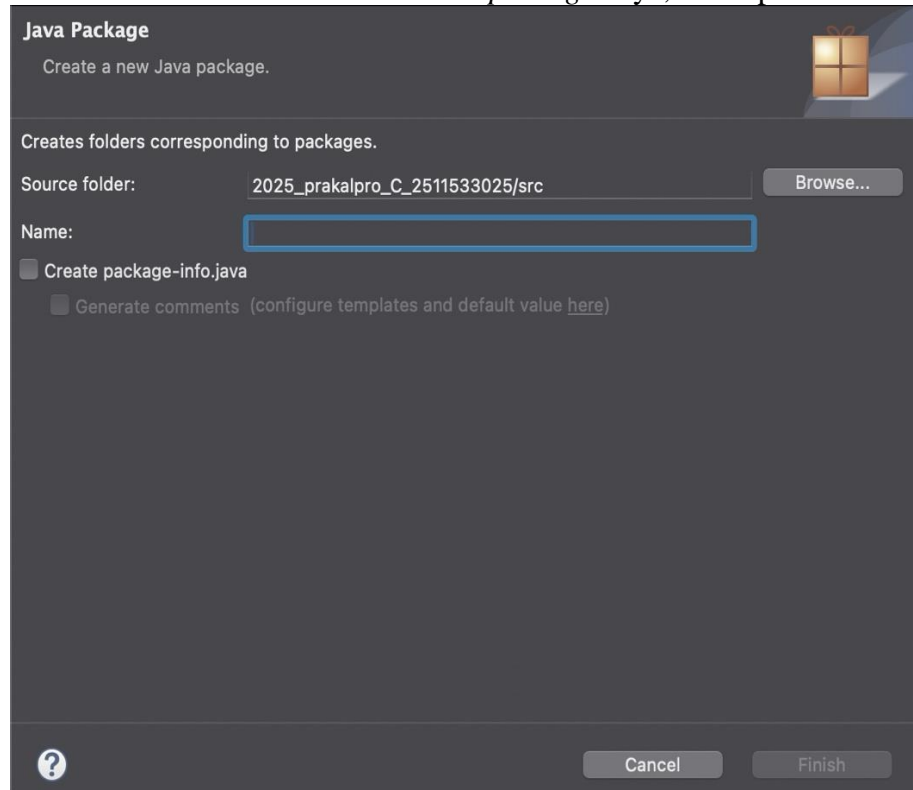 Java Package
Create a new Java package.
Creates folders corresponding to packages.
Source folder: 2025_prakalpro_C_2511533025/src Browse...
Name:
Create package-info.java
Generate comments (configure templates and default value here)
? Cancel Finish